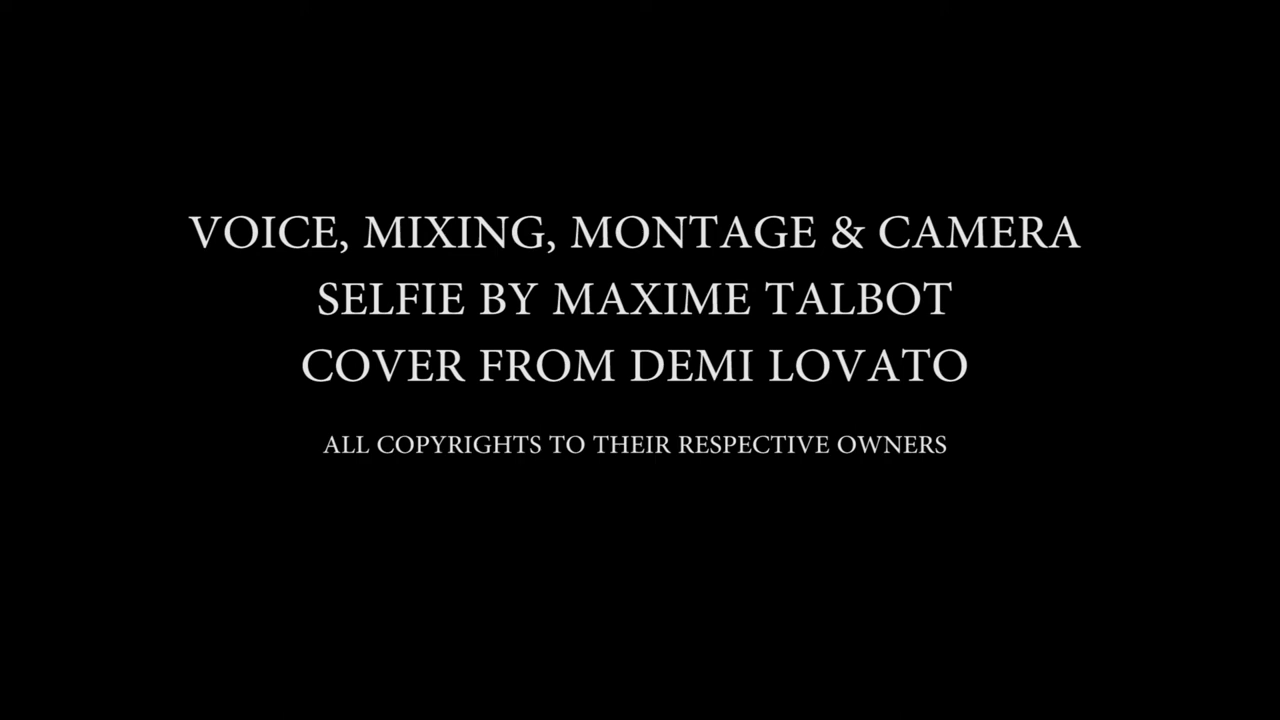 VOICE, MIXING, MONTAGE & CAMERA
SELFIE BY MAXIME TALBOT
COVER FROM DEMI LOVATO
ALL COPYRIGHTS TO THEIR RESPECTIVE OWNERS